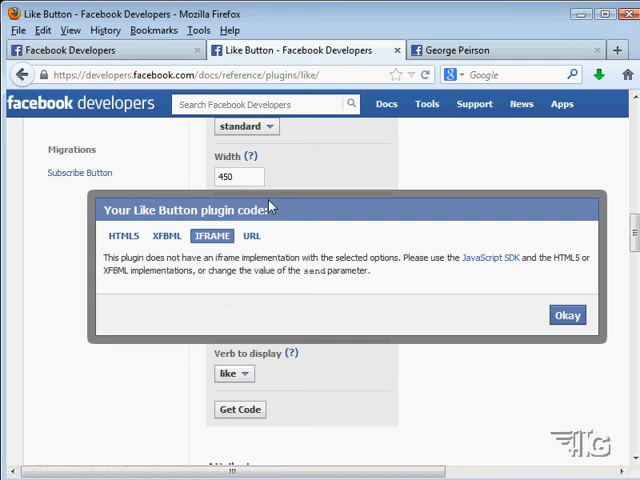 Like Button - Facebook Developers - Mozilla Firefox
File Edit View History Bookmarks Tools Help
Facebook Developers
Like Button - Facebook Developers
George Peirson
https://developers.facebook.com/docs/reference/plugins/like/
Google
facebook developers
Search Facebook Developers
Docs Tools Support News Apps
standard
Migrations
Width (?)
Subscribe Button
450
Your Like Button plugin code:
HTML5 XFBML IFRAME URL
This plugin does not have an iframe implementation with the selected options. Please use the JavaScript SDK and the HTML5 or
XFBML implementations, or change the value of the send parameter.
Okay
Verb to display (?)
like
Get Code